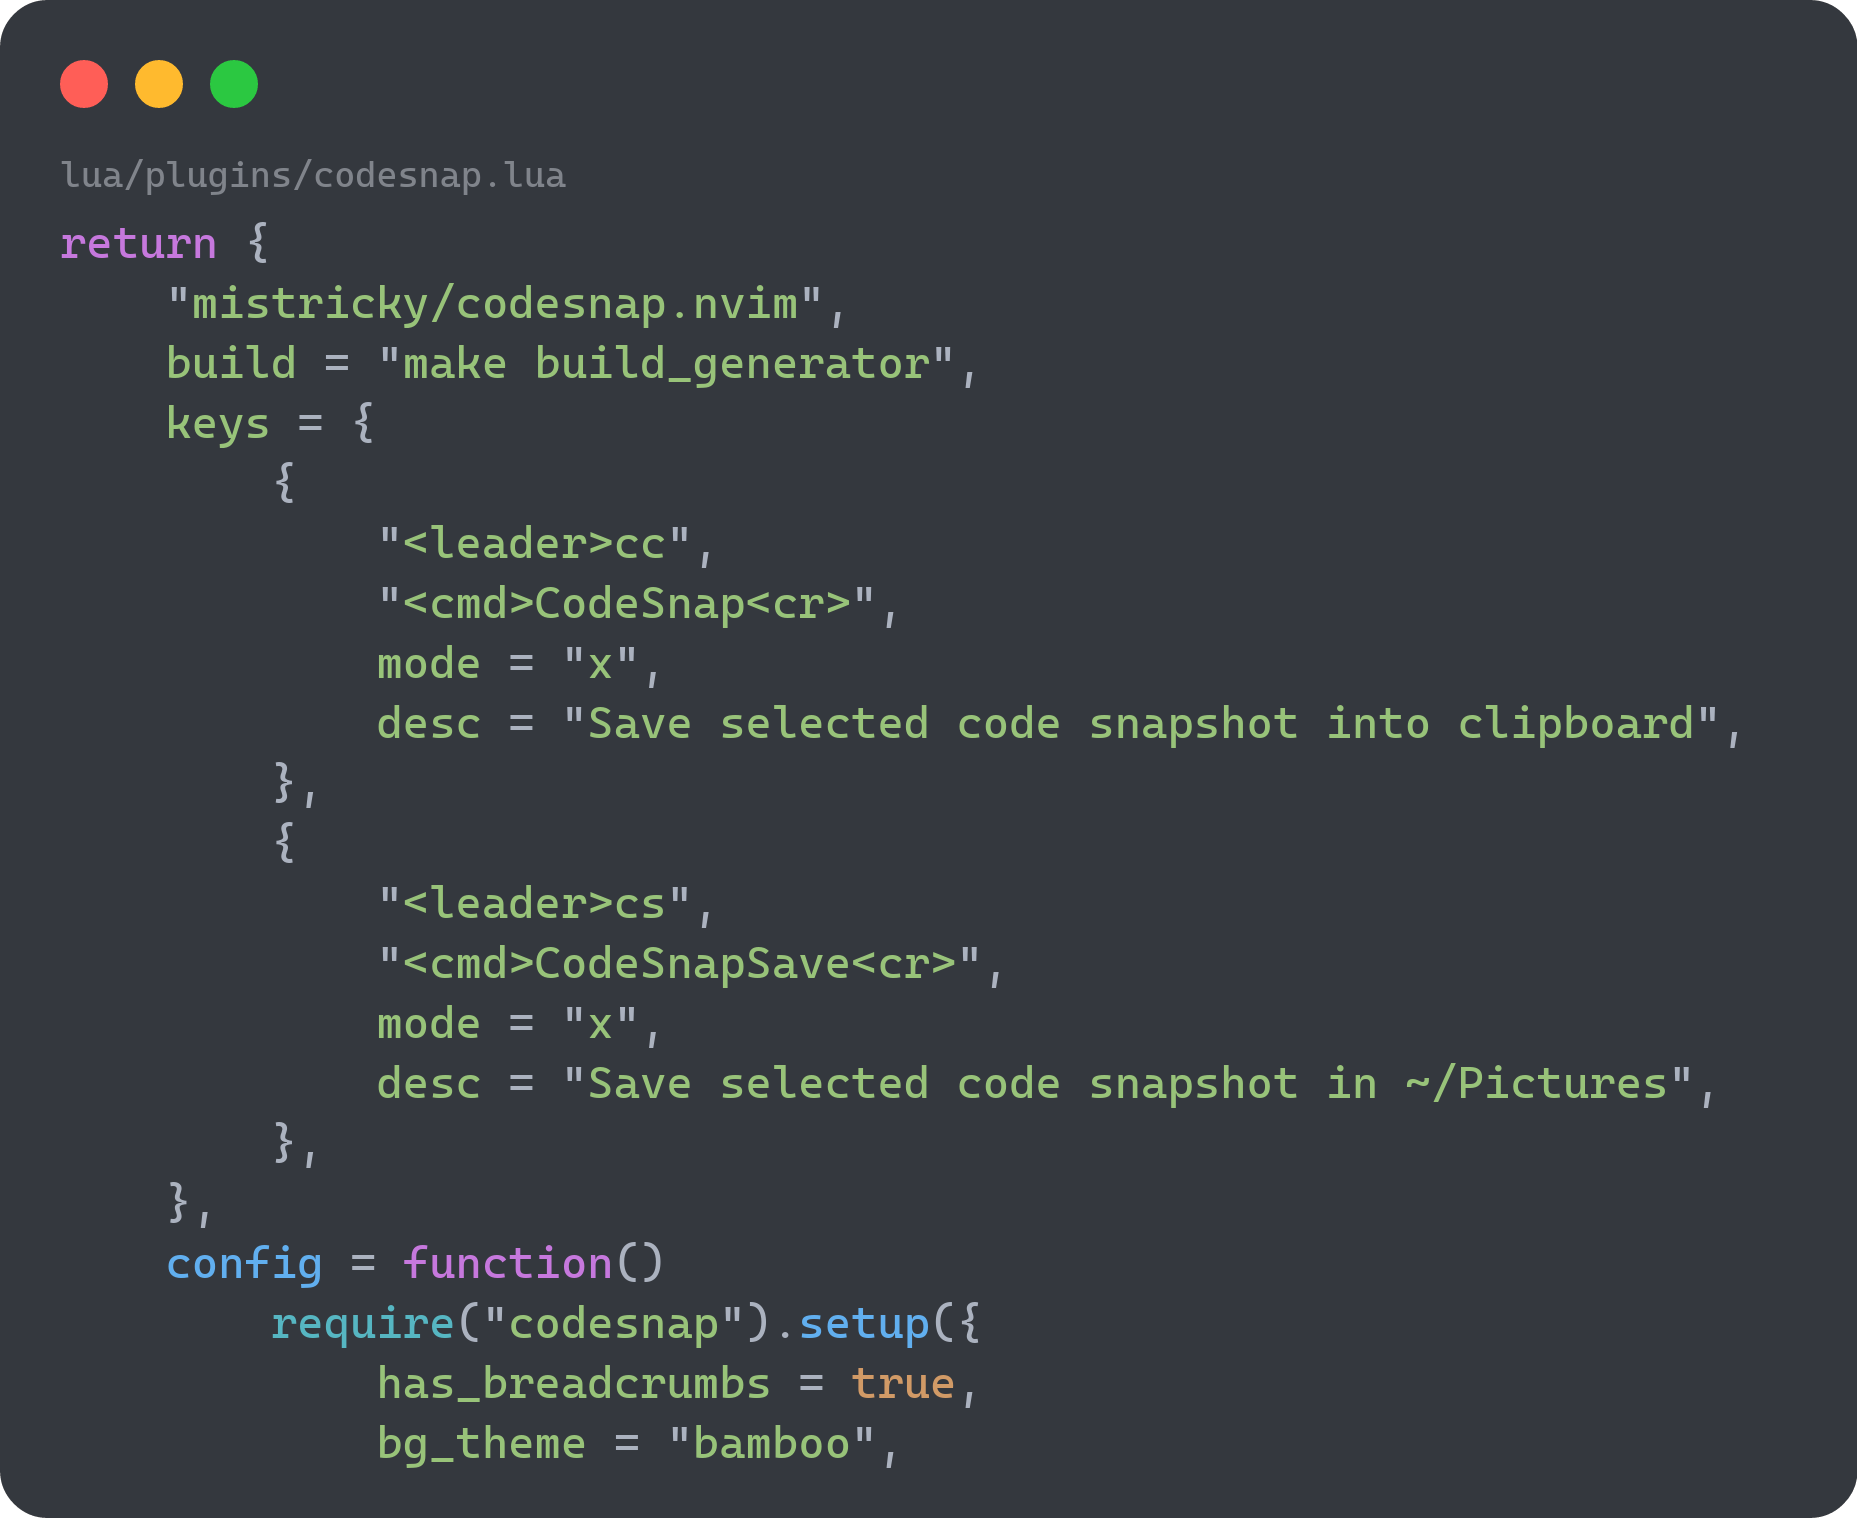 lua/plugins/codesnap.lua
return {
    "mistricky/codesnap.nvim",
    build = "make build_generator",
    keys = {
        {
            "<leader>cc",
            "<cmd>CodeSnap<cr>",
            mode = "x",
            desc = "Save selected code snapshot into clipboard",
        },
        {
            "<leader>cs",
            "<cmd>CodeSnapSave<cr>",
            mode = "x",
            desc = "Save selected code snapshot in ~/Pictures",
        },
    },
    config = function()
        require("codesnap").setup({
            has_breadcrumbs = true,
            bg_theme = "bamboo",